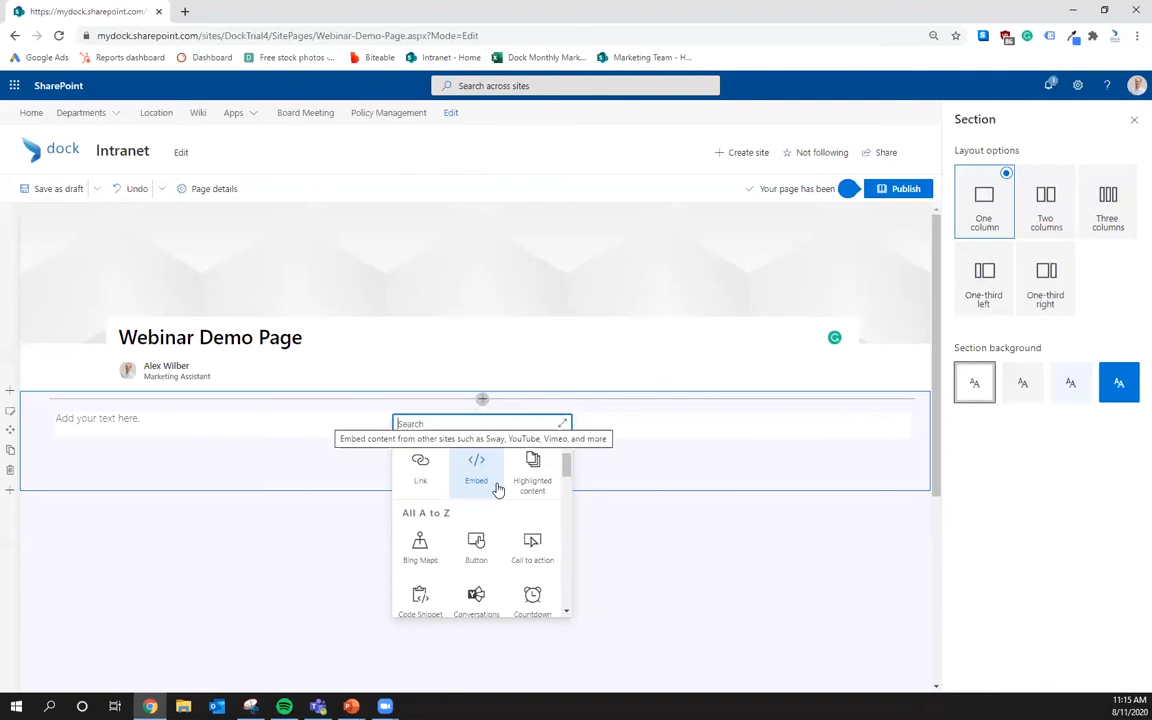 https://mydock.sharepoint.com/si
mydock.sharepoint.com/sites/DockTrial4/SitePages/Webinar-Demo-Page.aspx?Mode=Edit
Google Ads Reports dashboard Dashboard Free stock photos -... Biteable Intranet - Home Dock Monthly Mark... Marketing Team - H...
SharePoint
Search across sites
Home Departments Location Wiki Apps Board Meeting Policy Management Edit
dock Intranet Edit
Create site Not following Share
Save as draft Undo Page details
Your page has been
Publish
Webinar Demo Page
Alex Wilber
Marketing Assistant
Add your text here.
Search
Embed content from other sites such as Sway, YouTube, Vimeo, and more
Link Embed Highlighted
content
All A to Z
Bing Maps Button Call to action
Code Snippet Conversations Countdown
Section
Layout options
One
column
Two
columns
Three
columns
One-third
left
One-third
right
Section background
11:15 AM
8/11/2020